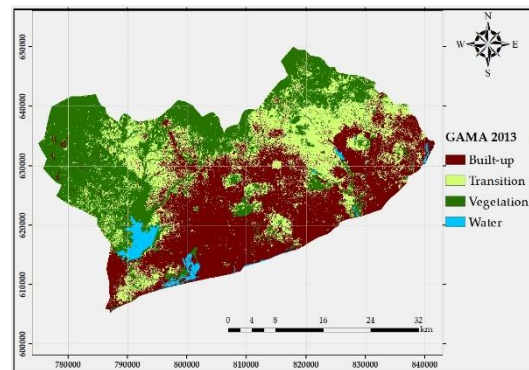 N
W E
S
650000
640000
630000
620000
610000
600000
GAMA 2013
Built-up
Transition
Vegetation
Water
0 4 8 16 24 32
km
780000 790000 800000 810000 820000 830000 840000